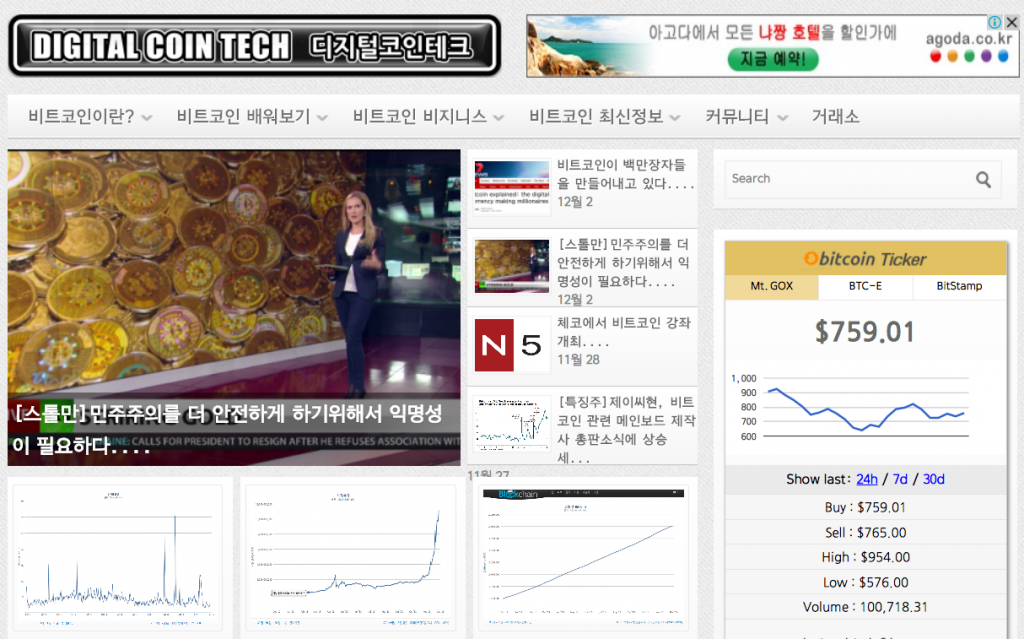 DIGITAL COIN TECH 디지털코인테크
아고다에서 모든 나짱 호텔을 할인가에
지금 예약!
agoda.co.kr
비트코인이란? 비트코인 배워보기 비트코인 비지니스 비트코인 최신정보 커뮤니티 거래소
[스톨만]민주주의를 더 안전하게 하기위해서 익명성
이 필요하다....
CALLS FOR PRESIDENT TO RESIGN AFTER HE REFUSES ASSOCIATION WIT
비트코인이 백만장자들
을 만들어내고 있다....
12월 2
[스톨만]민주주의를 더
안전하게 하기위해서 익
명성이 필요하다....
12월 2
N 5
체코에서 비트코인 강좌
개최....
11월 28
[특징주]제이씨현, 비트
코인 관련 메인보드 제작
사 총판소식에 상승
세...
11월 27
Blockchain
Search
bitcoin Ticker
Mt. GOX BTC-E BitStamp
$759.01
1,000
900
800
700
600
Show last: 24h / 7d / 30d
Buy : $759.01
Sell : $765.00
High : $954.00
Low : $576.00
Volume : 100,718.31